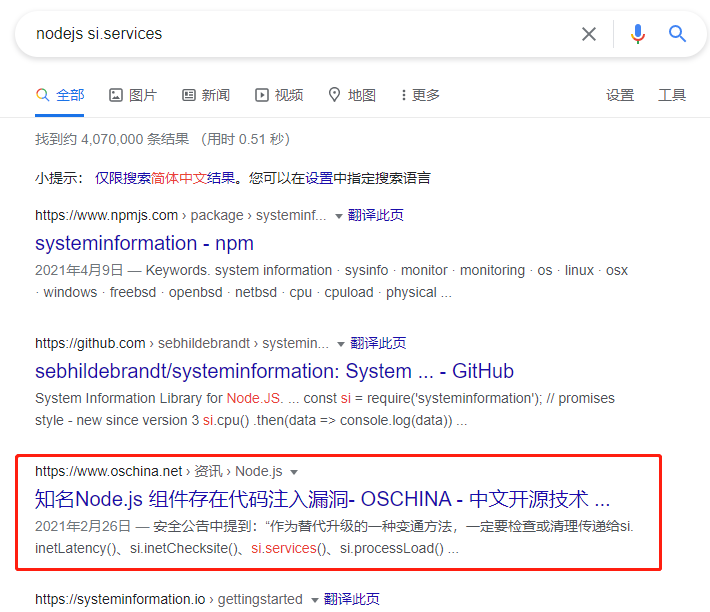 nodejs si.services
全部 图片 新闻 视频 地图 更多 设置 工具
找到约 4,070,000 条结果 （用时 0.51 秒）
小提示： 仅限搜索简体中文结果。您可以在设置中指定搜索语言
https://www.npmjs.com › package › systeminf... 翻译此页
systeminformation - npm
2021年4月9日 — Keywords. system information · sysinfo · monitor · monitoring · os · linux · osx
· windows · freebsd · openbsd · netbsd · cpu · cpuload · physical ...
https://github.com › sebhildebrandt › systemin... 翻译此页
sebhildebrandt/systeminformation: System ... - GitHub
System Information Library for Node.JS. ... const si = require('systeminformation'); // promises
style - new since version 3 si.cpu() .then(data => console.log(data)) ...
https://www.oschina.net › 资讯 › Node.js
知名Node.js 组件存在代码注入漏洞- OSCHINA - 中文开源技术 ...
2021年2月26日 — 安全公告中提到：“作为替代升级的一种变通方法，一定要检查或清理传递给si.
inetLatency()、si.inetChecksite()、si.services()、si.processLoad() ...
https://systeminformation.io › gettingstarted 翻译此页